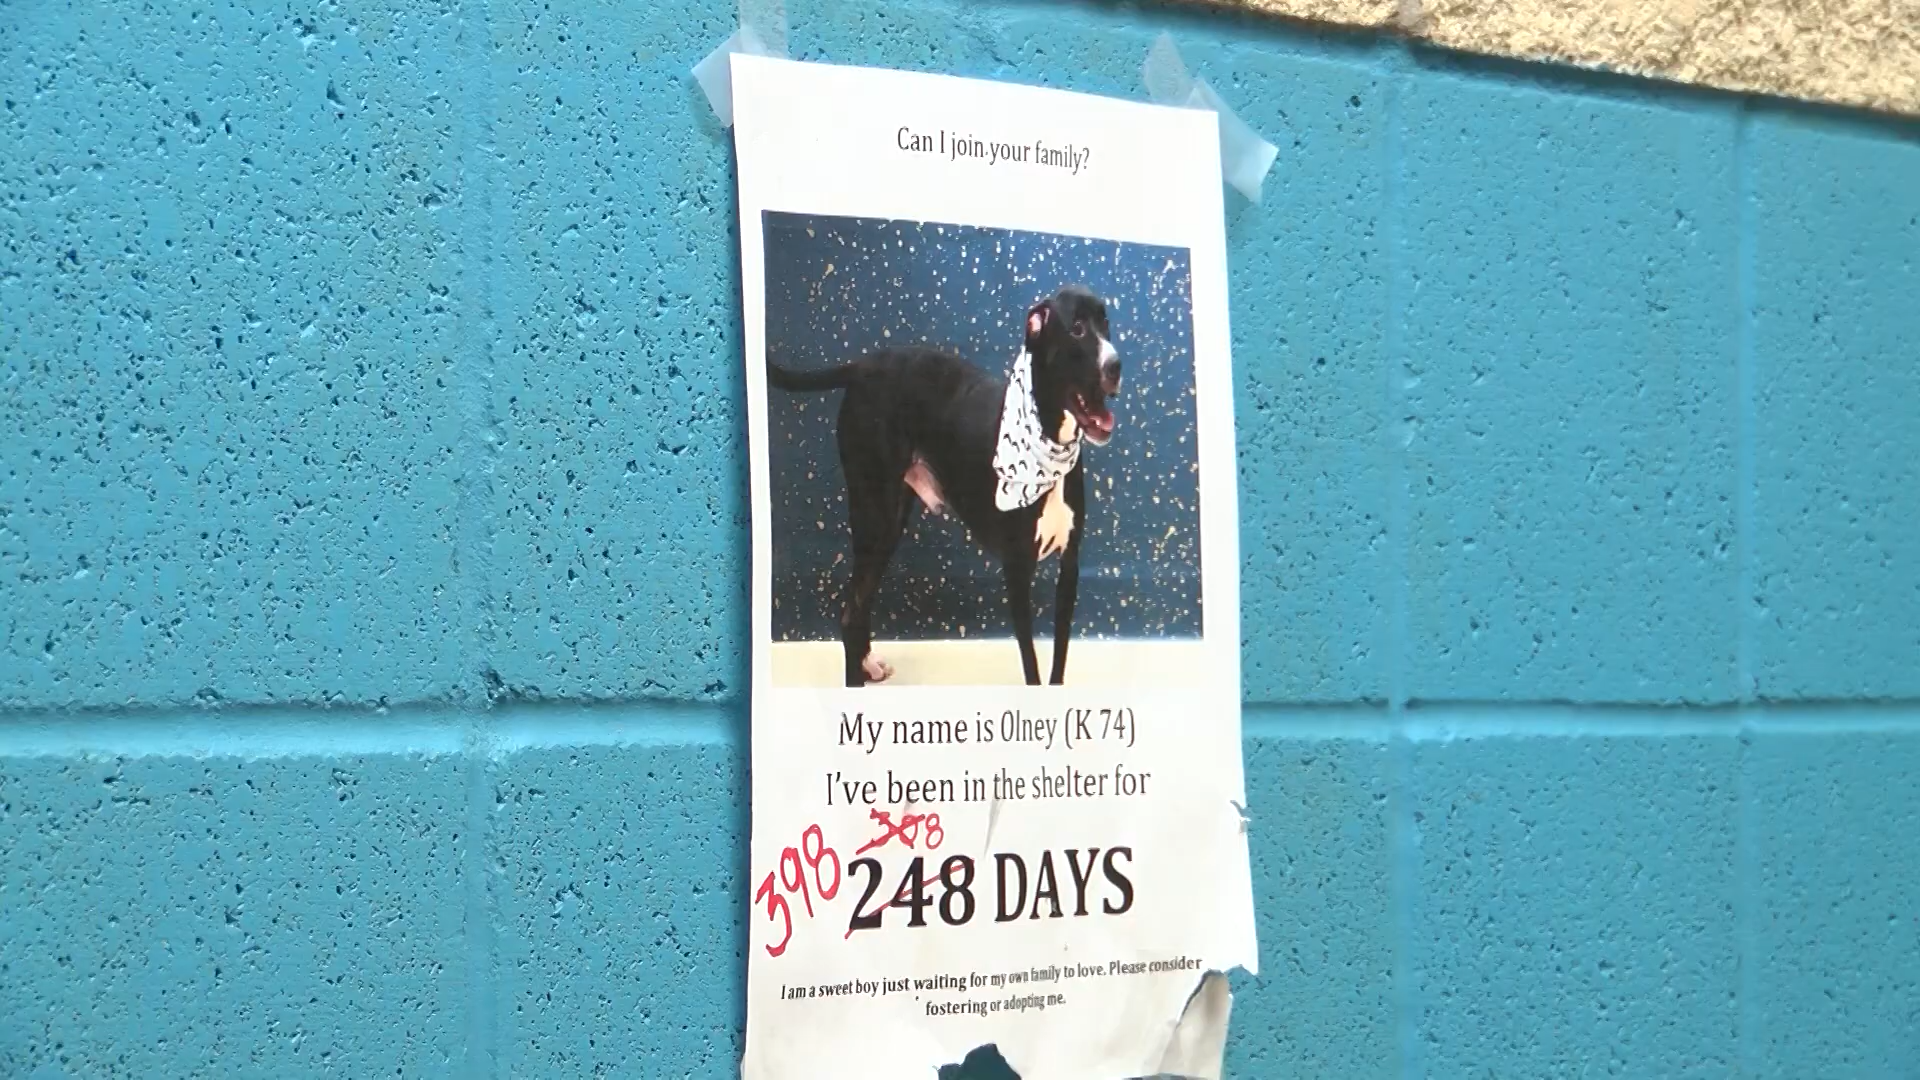 Can I join your family?
My name is Olney (K 74)
I've been in the shelter for
308
398 248 DAYS
I am a sweet boy just waiting for my own family to love. Please consider
fostering or adopting me.